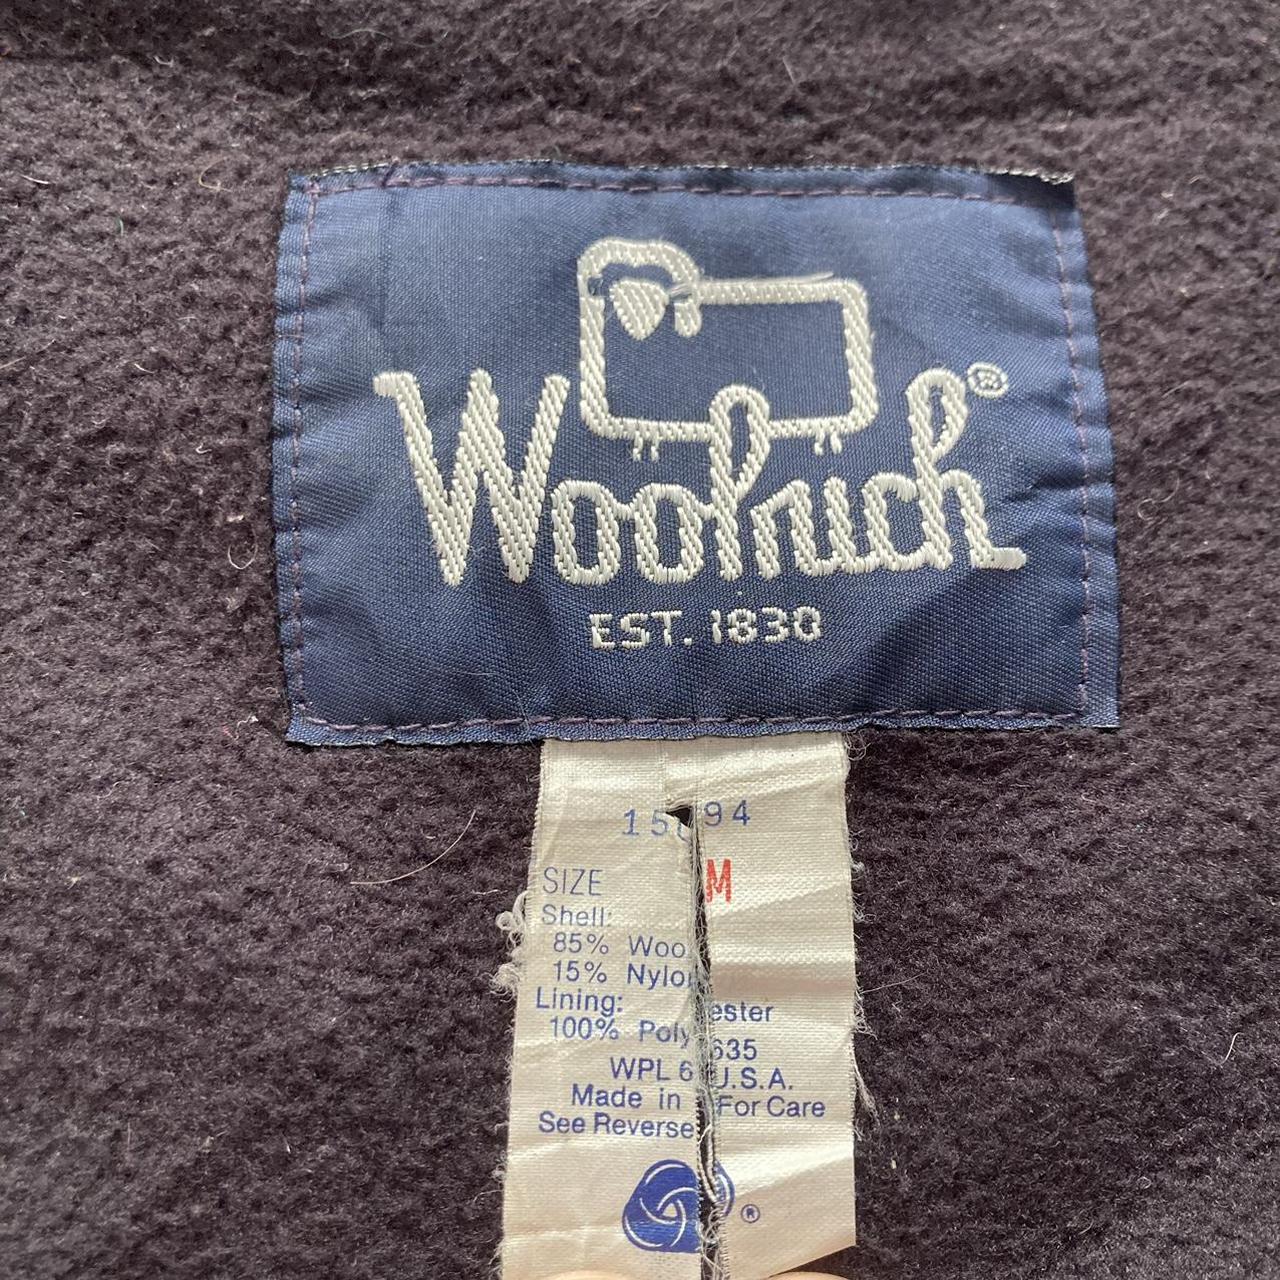 Woolrich®
EST. 1830
15 94
SIZE M
Shell:
85% Woo
15% Nylo
Lining:
100% Poly ester
WPL 6 635
Made in U.S.A.
See Reverse For Care
®